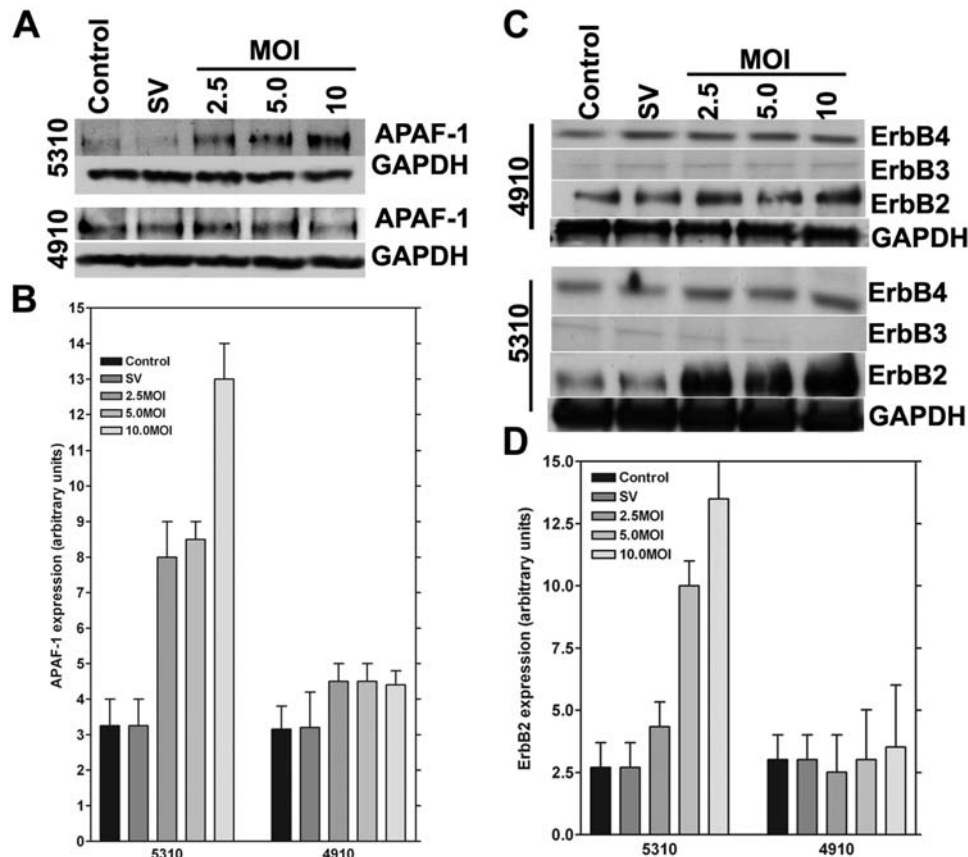 A
MOI
Control
SV
2.5
5.0
10
5310
APAF-1
GAPDH
4910
APAF-1
GAPDH
B
APAF-1 expression (arbitrary units)
15
14
13
12
11
10
9
8
7
6
5
4
3
2
1
0
Control
SV
2.5MOI
5.0MOI
10.0MOI
5310
4910
C
MOI
Control
SV
2.5
5.0
10
4910
ErbB4
ErbB3
ErbB2
GAPDH
5310
ErbB4
ErbB3
ErbB2
GAPDH
D
ErbB2 expression (arbitrary units)
15.0
12.5
10.0
7.5
5.0
2.5
0.0
Control
SV
2.5MOI
5.0MOI
10.0MOI
5310
4910